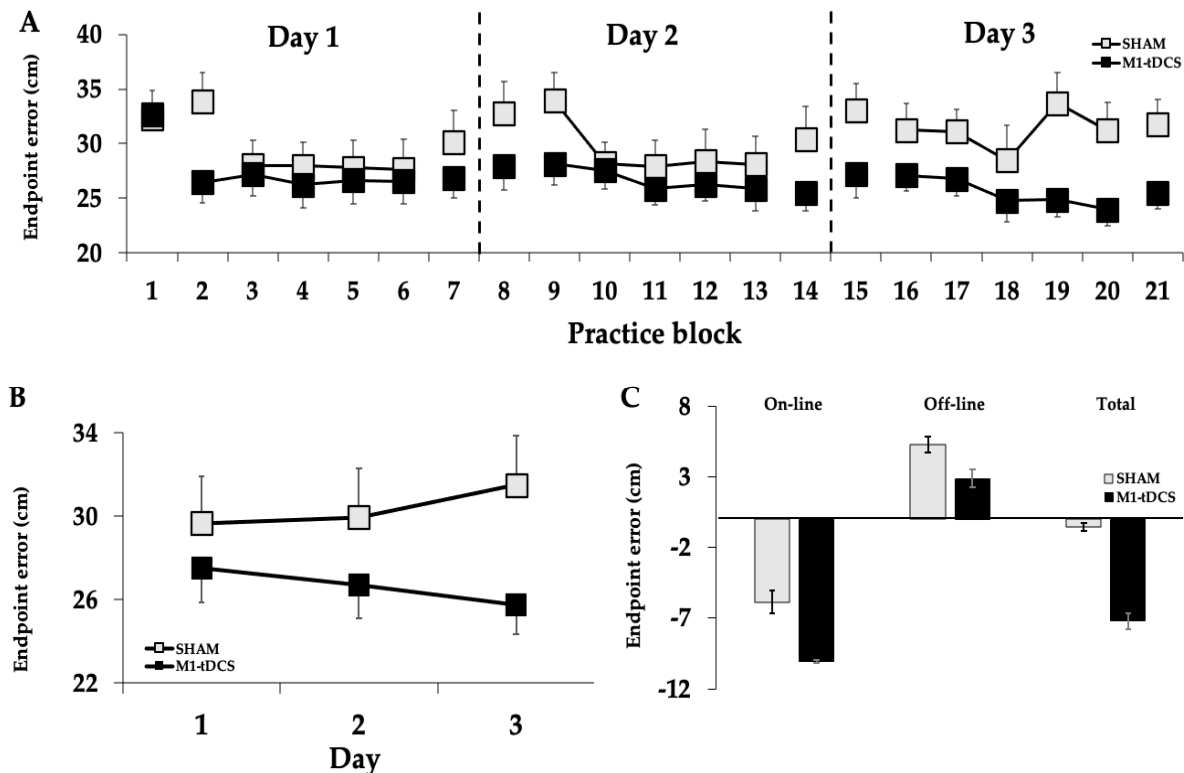 A
Day 1
Day 2
Day 3
SHAM
M1-tDCS
Endpoint error (cm)
40
35
30
25
20
1 2 3 4 5 6 7 8 9 10 11 12 13 14 15 16 17 18 19 20 21
Practice block
B
Endpoint error (cm)
34
30
26
22
SHAM
M1-tDCS
1 2 3
Day
C
On-line Off-line Total
Endpoint error (cm)
8
3
-2
-7
-12
SHAM
M1-tDCS